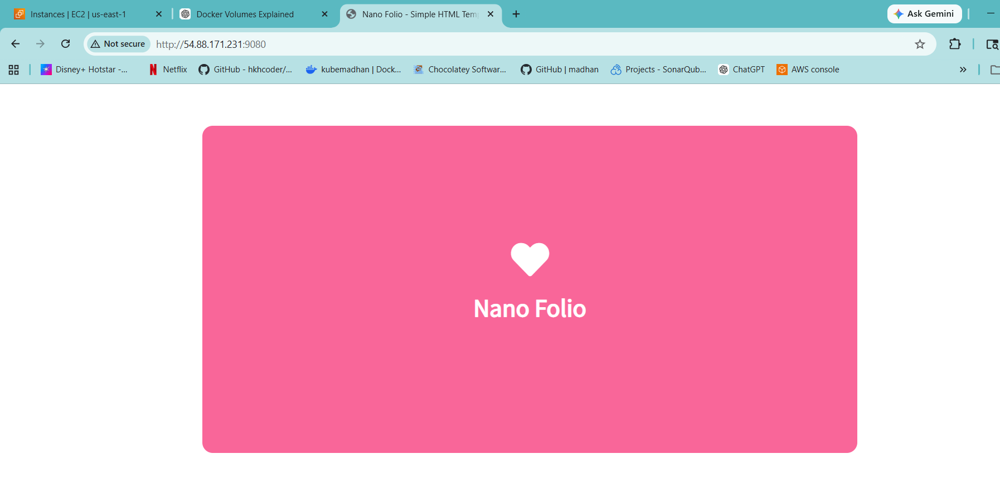 Instances | EC2 | us-east-1
Docker Volumes Explained
Nano Folio - Simple HTML Tem
Ask Gemini
Not secure
http://54.88.171.231:9080
Disney+ Hotstar -...
Netflix
GitHub - hkhcoder/...
kubemadhan | Dock...
Chocolatey Softwar...
GitHub | madhan
Projects - SonarQub...
ChatGPT
AWS console
Nano Folio